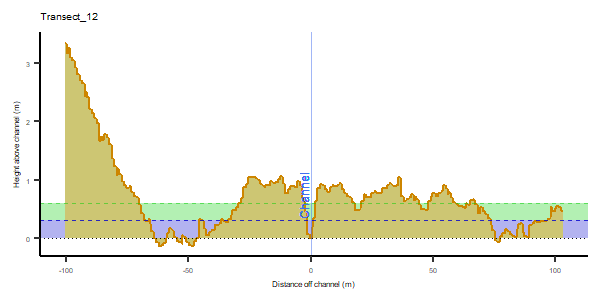 Transect_12
Height above channel (m)
3
2
1
0
Channel
-100
-50
0
50
100
Distance off channel (m)